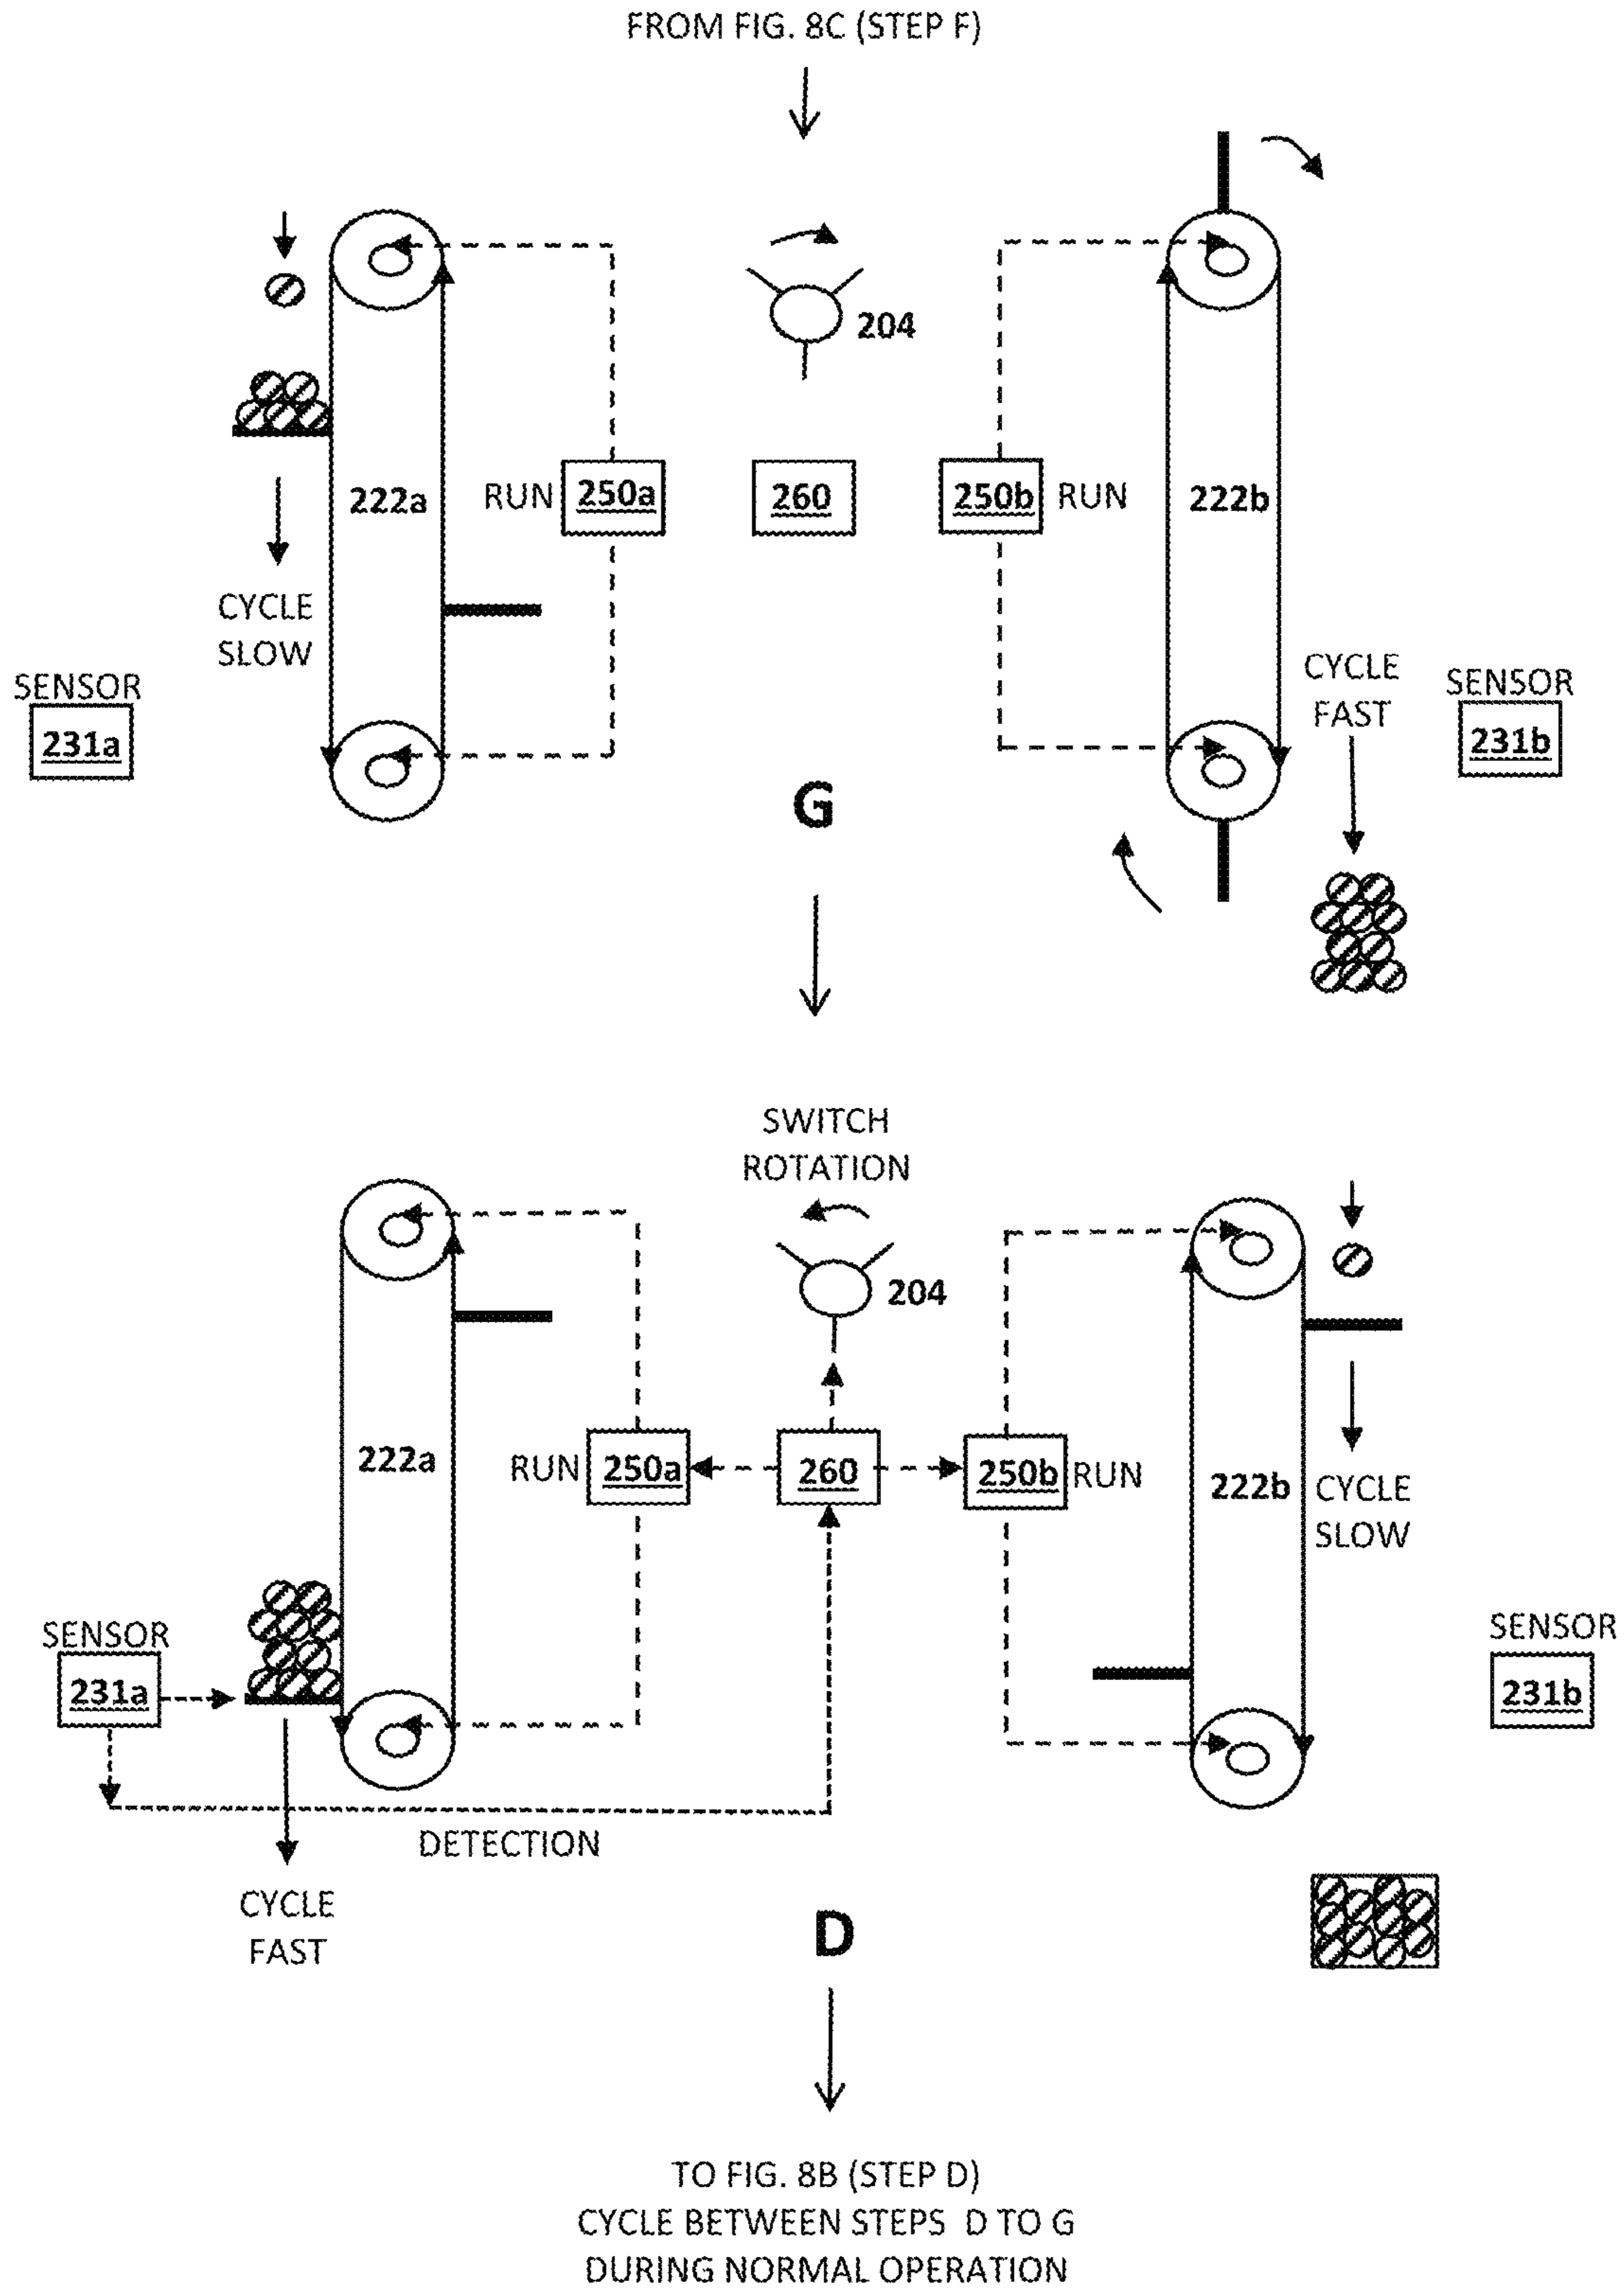 FROM FIG. 8C (STEP F)
204
222a
RUN
250a
260
250b
RUN
222b
CYCLE
SLOW
SENSOR
231a
CYCLE
FAST
SENSOR
231b
G
SWITCH
ROTATION
204
222a
RUN
250a
260
250b
RUN
222b
CYCLE
SLOW
SENSOR
231a
SENSOR
231b
DETECTION
CYCLE
FAST
D
TO FIG. 8B (STEP D)
CYCLE BETWEEN STEPS D TO G
DURING NORMAL OPERATION